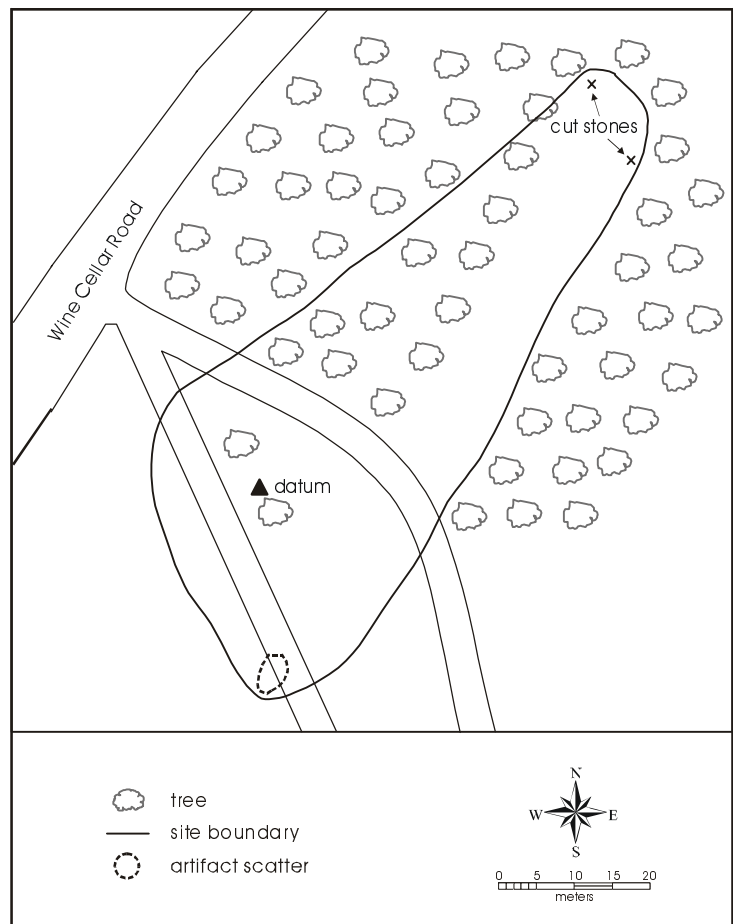 cut stones
Wine Cellar Road
datum
tree
site boundary
artifact scatter
N
W E
S
0 5 10 15 20
meters